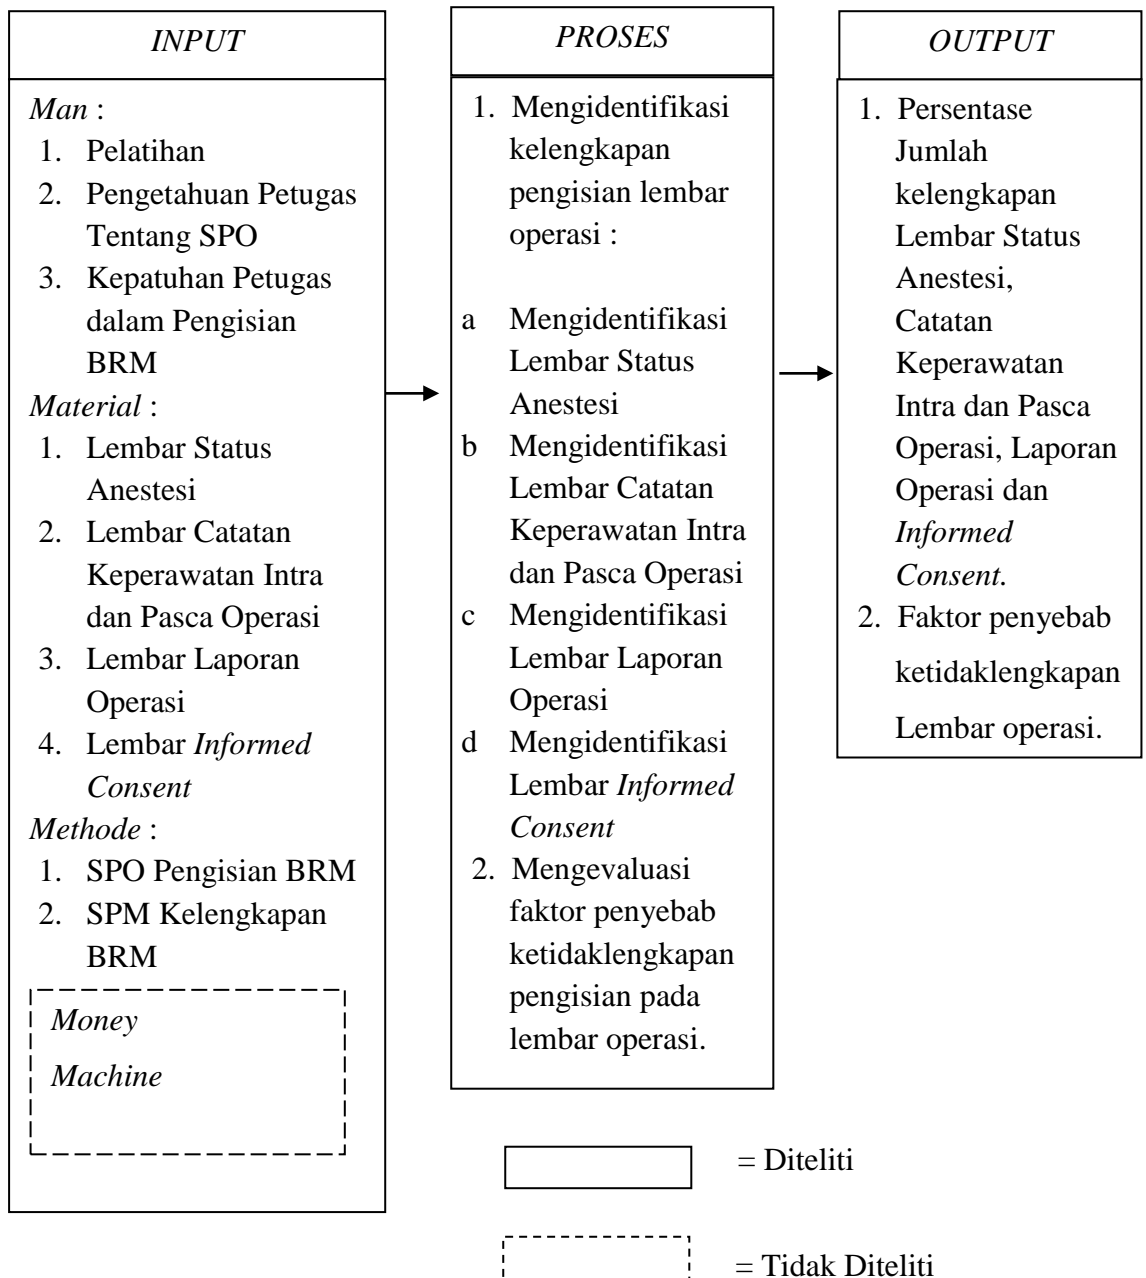 INPUT
Man :
1. Pelatihan
2. Pengetahuan Petugas
Tentang SPO
3. Kepatuhan Petugas
dalam Pengisian
BRM
Material :
1. Lembar Status
Anestesi
2. Lembar Catatan
Keperawatan Intra
dan Pasca Operasi
3. Lembar Laporan
Operasi
4. Lembar Informed
Consent
Methode :
1. SPO Pengisian BRM
2. SPM Kelengkapan
BRM
Money
Machine
PROSES
1. Mengidentifikasi
kelengkapan
pengisian lembar
operasi :
a Mengidentifikasi
Lembar Status
Anestesi
b Mengidentifikasi
Lembar Catatan
Keperawatan Intra
dan Pasca Operasi
c Mengidentifikasi
Lembar Laporan
Operasi
d Mengidentifikasi
Lembar Informed
Consent
2. Mengevaluasi
faktor penyebab
ketidaklengkapan
pengisian pada
lembar operasi.
OUTPUT
1. Persentase
Jumlah
kelengkapan
Lembar Status
Anestesi,
Catatan
Keperawatan
Intra dan Pasca
Operasi, Laporan
Operasi dan
Informed
Consent.
2. Faktor penyebab
ketidaklengkapan
Lembar operasi.
= Diteliti
= Tidak Diteliti